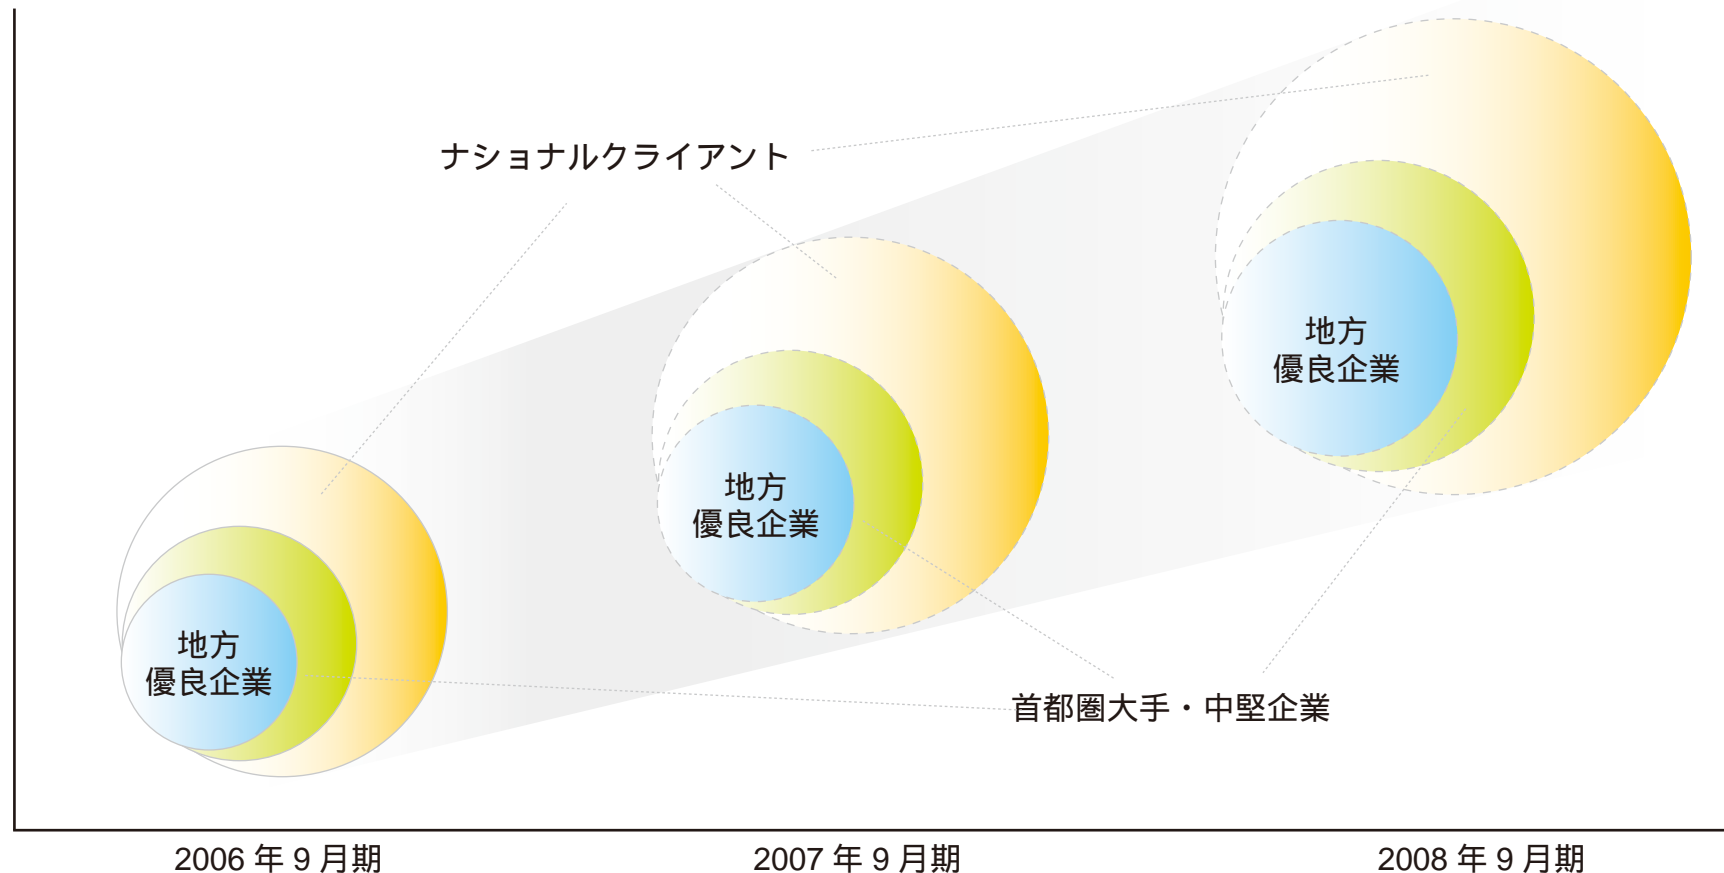 ナショナルクライアント
地方
優良企業
地方
優良企業
地方
優良企業
首都圏大手・中堅企業
2006 年 9 月期
2007 年 9 月期
2008 年 9 月期